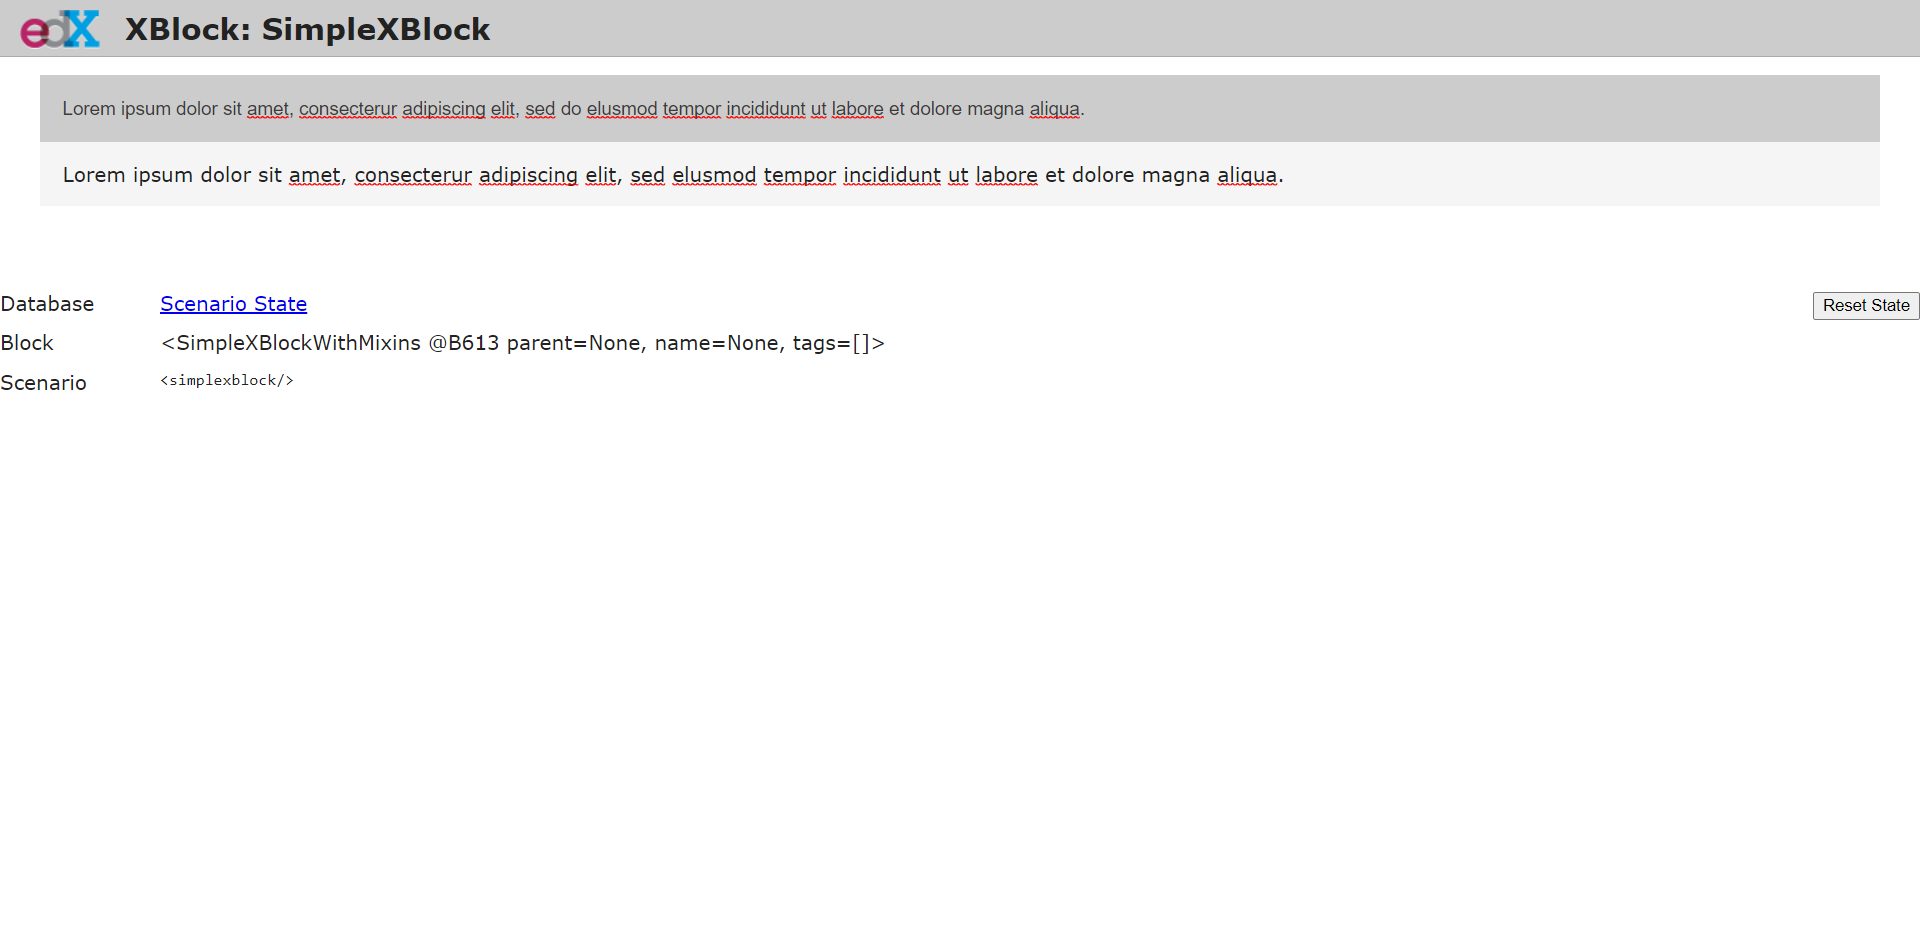 edX XBlock: SimpleXBlock
Lorem ipsum dolor sit amet, consecterur adipiscing elit, sed do elusmod tempor incididunt ut labore et dolore magna aliqua.
Lorem ipsum dolor sit amet, consecterur adipiscing elit, sed elusmod tempor incididunt ut labore et dolore magna aliqua.
Database Scenario State Reset State
Block <SimpleXBlockWithMixins @B613 parent=None, name=None, tags=[]>
Scenario <simplexblock/>